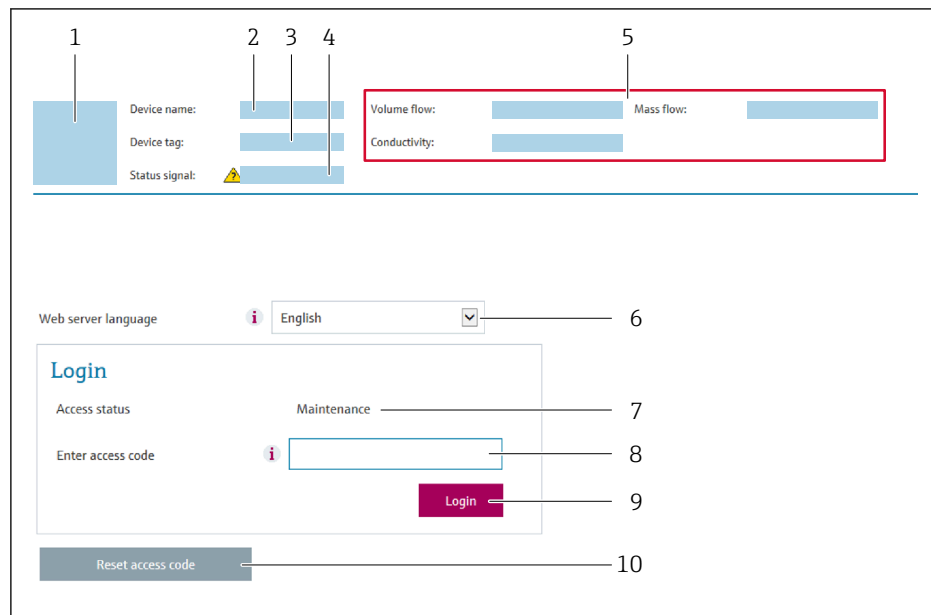 1 2 3 4 5
Device name: Volume flow: Mass flow:
Device tag: Conductivity:
Status signal: ?
Web server language i English 6
Login
Access status Maintenance 7
Enter access code i 8
Login 9
Reset access code 10